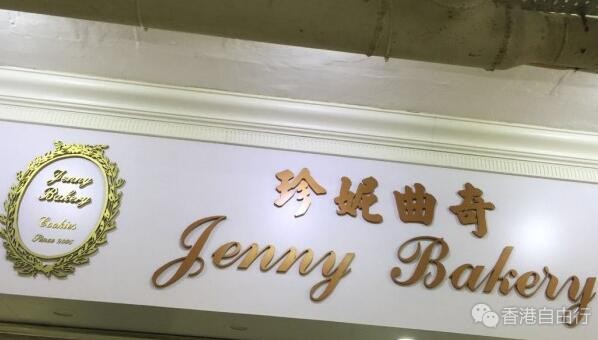 Jenny
Bakery
Cookies
Since 2005
珍妮曲奇
Jenny Bakery
香港自由行